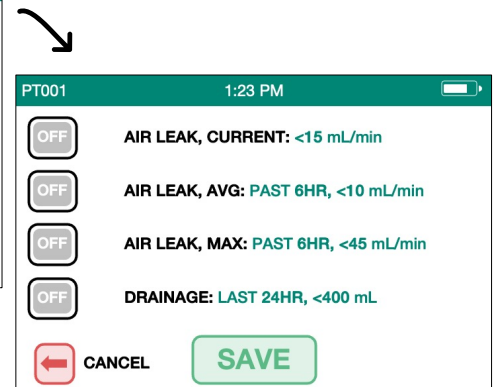 PT001 1:23 PM
OFF AIR LEAK, CURRENT: <15 mL/min
OFF AIR LEAK, AVG: PAST 6HR, <10 mL/min
OFF AIR LEAK, MAX: PAST 6HR, <45 mL/min
OFF DRAINAGE: LAST 24HR, <400 mL
CANCEL SAVE